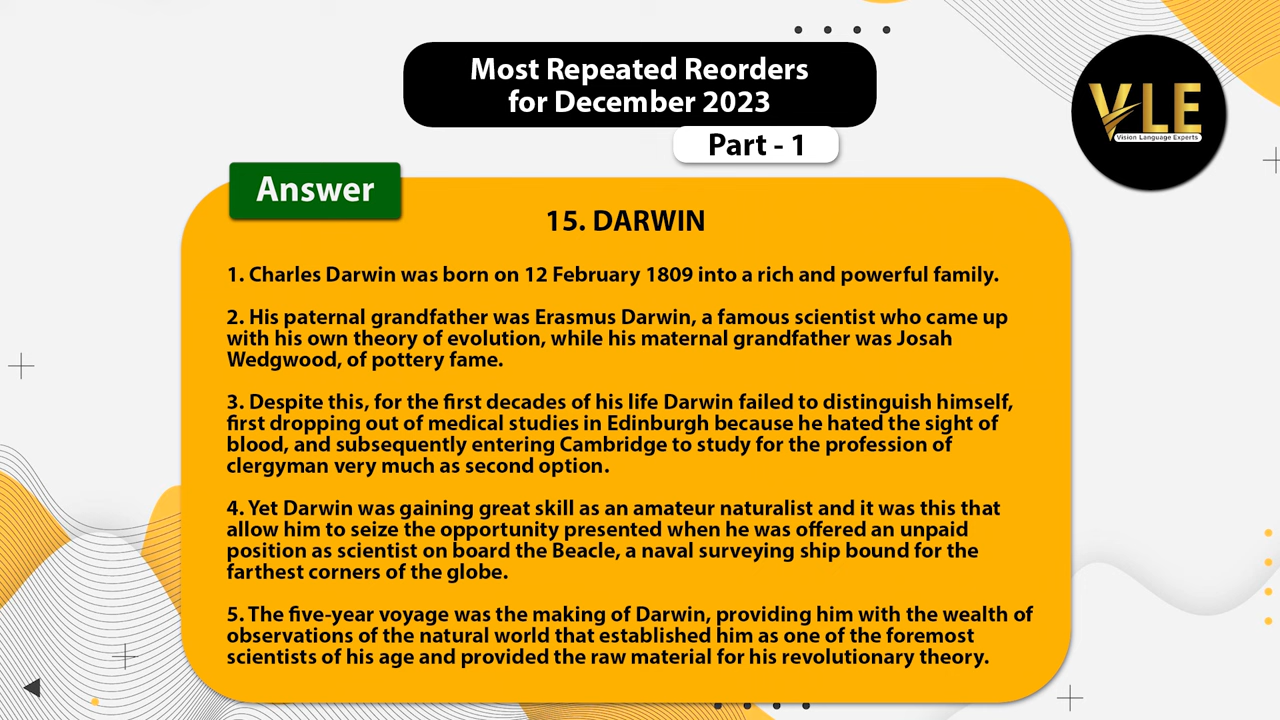 Most Repeated Reorders
for December 2023
Part - 1
VLE
Vision Language Experts
Answer
15. DARWIN
1. Charles Darwin was born on 12 February 1809 into a rich and powerful family.
2. His paternal grandfather was Erasmus Darwin, a famous scientist who came up
with his own theory of evolution, while his maternal grandfather was Josah
Wedgwood, of pottery fame.
3. Despite this, for the first decades of his life Darwin failed to distinguish himself,
first dropping out of medical studies in Edinburgh because he hated the sight of
blood, and subsequently entering Cambridge to study for the profession of
clergyman very much as second option.
4. Yet Darwin was gaining great skill as an amateur naturalist and it was this that
allow him to seize the opportunity presented when he was offered an unpaid
position as scientist on board the Beacle, a naval surveying ship bound for the
farthest corners of the globe.
5. The five-year voyage was the making of Darwin, providing him with the wealth of
observations of the natural world that established him as one of the foremost
scientists of his age and provided the raw material for his revolutionary theory.